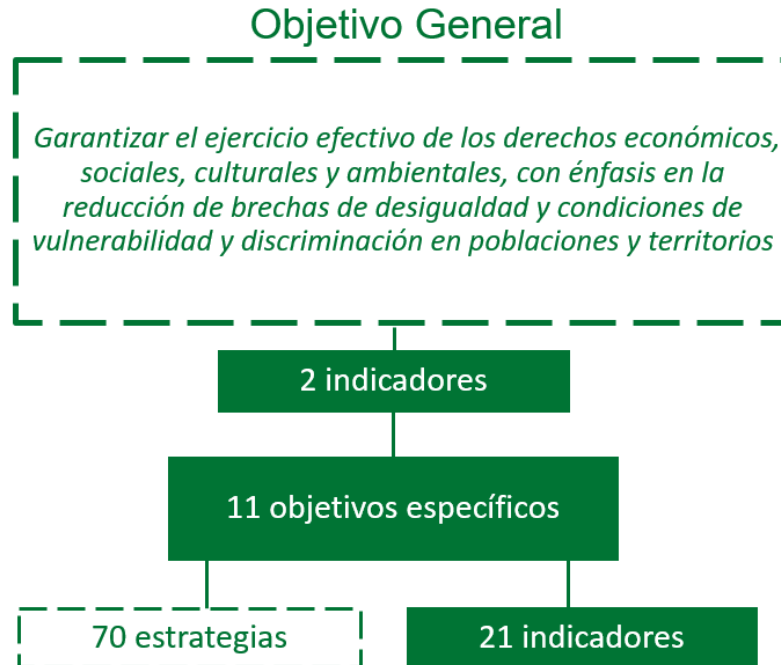 Objetivo General
Garantizar el ejercicio efectivo de los derechos económicos,
sociales, culturales y ambientales, con énfasis en la
reducción de brechas de desigualdad y condiciones de
vulnerabilidad y discriminación en poblaciones y territorios
2 indicadores
11 objetivos específicos
70 estrategias
21 indicadores